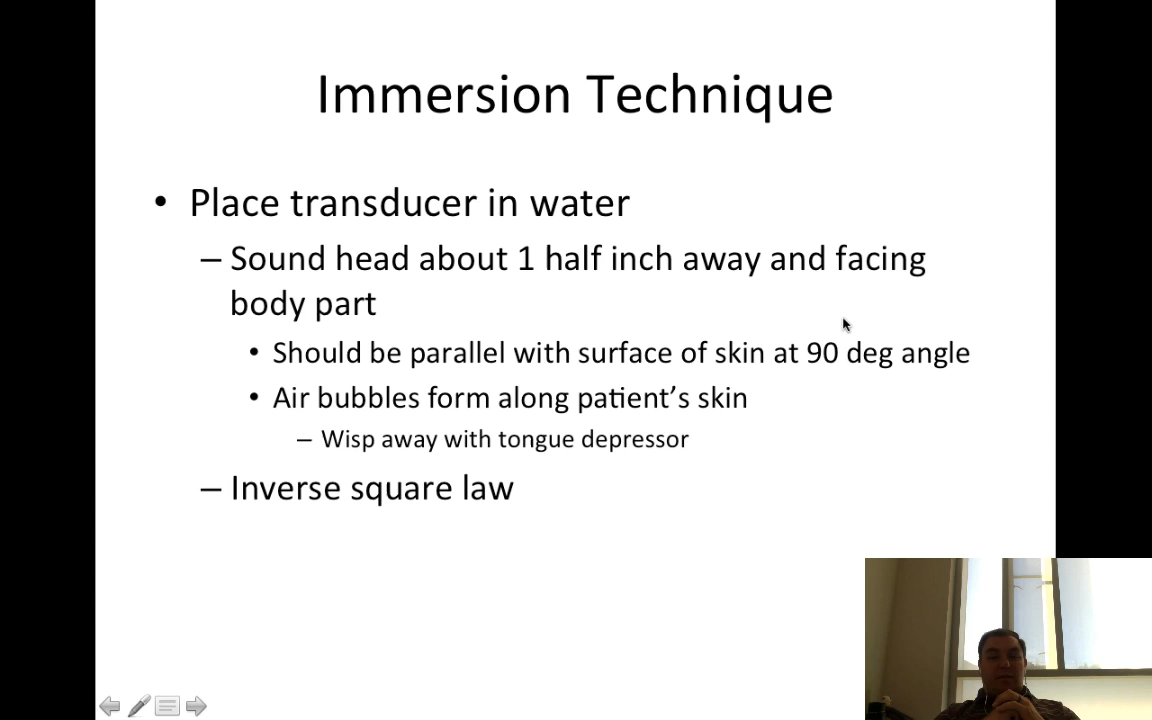 Immersion Technique
• Place transducer in water
– Sound head about 1 half inch away and facing
body part
• Should be parallel with surface of skin at 90 deg angle
• Air bubbles form along patient’s skin
– Wisp away with tongue depressor
– Inverse square law